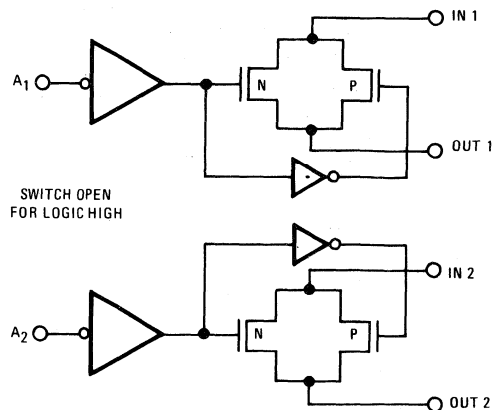 IN 1
A1
N
P
OUT 1
SWITCH OPEN
FOR LOGIC HIGH
IN 2
A2
N
P
OUT 2